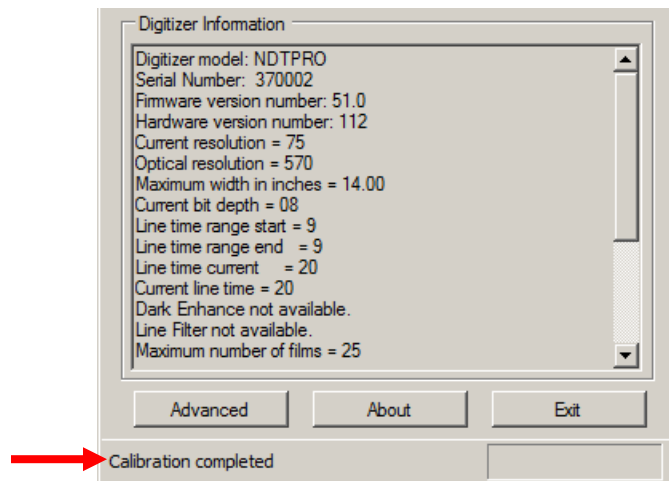 Digitizer Information
Digitizer model: NDTPRO
Serial Number:  370002
Firmware version number: 51.0
Hardware version number: 112
Current resolution = 75
Optical resolution = 570
Maximum width in inches = 14.00
Current bit depth = 08
Line time range start = 9
Line time range end   = 9
Line time current    = 20
Current line time = 20
Dark Enhance not available.
Line Filter not available.
Maximum number of films = 25
Advanced About Exit
Calibration completed